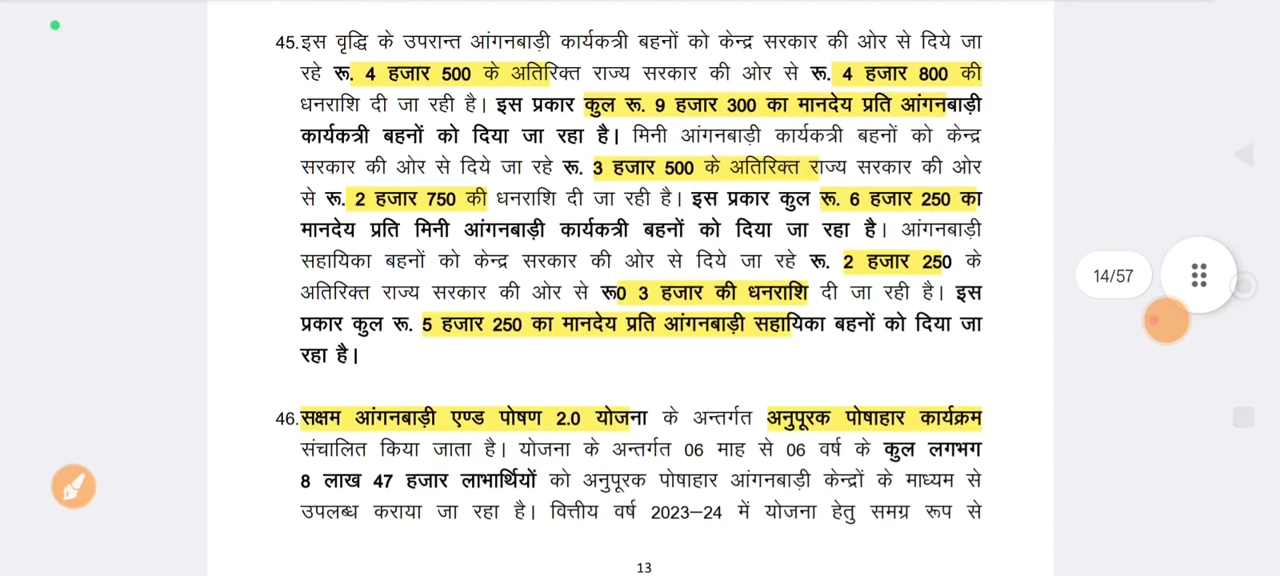 45. इस वृद्धि के उपरान्त आंगनबाड़ी कार्यकत्री बहनों को केन्द्र सरकार की ओर से दिये जा
रहे रू. 4 हजार 500 के अतिरिक्त राज्य सरकार की ओर से रू. 4 हजार 800 की
धनराशि दी जा रही है। इस प्रकार कुल रू. 9 हजार 300 का मानदेय प्रति आंगनबाड़ी
कार्यकत्री बहनों को दिया जा रहा है। मिनी आंगनबाड़ी कार्यकत्री बहनों को केन्द्र
सरकार की ओर से दिये जा रहे रू. 3 हजार 500 के अतिरिक्त राज्य सरकार की ओर
से रू. 2 हजार 750 की धनराशि दी जा रही है। इस प्रकार कुल रू. 6 हजार 250 का
मानदेय प्रति मिनी आंगनबाड़ी कार्यकत्री बहनों को दिया जा रहा है। आंगनबाड़ी
सहायिका बहनों को केन्द्र सरकार की ओर से दिये जा रहे रू. 2 हजार 250 के
अतिरिक्त राज्य सरकार की ओर से रू0 3 हजार की धनराशि दी जा रही है। इस
प्रकार कुल रू. 5 हजार 250 का मानदेय प्रति आंगनबाड़ी सहायिका बहनों को दिया जा
रहा है।
14/57
46. सक्षम आंगनबाड़ी एण्ड पोषण 2.0 योजना के अन्तर्गत अनुपूरक पोषाहार कार्यक्रम
संचालित किया जाता है। योजना के अन्तर्गत 06 माह से 06 वर्ष के कुल लगभग
8 लाख 47 हजार लाभार्थियों को अनुपूरक पोषाहार आंगनबाड़ी केन्द्रों के माध्यम से
उपलब्ध कराया जा रहा है। वित्तीय वर्ष 2023–24 में योजना हेतु समग्र रूप से
13